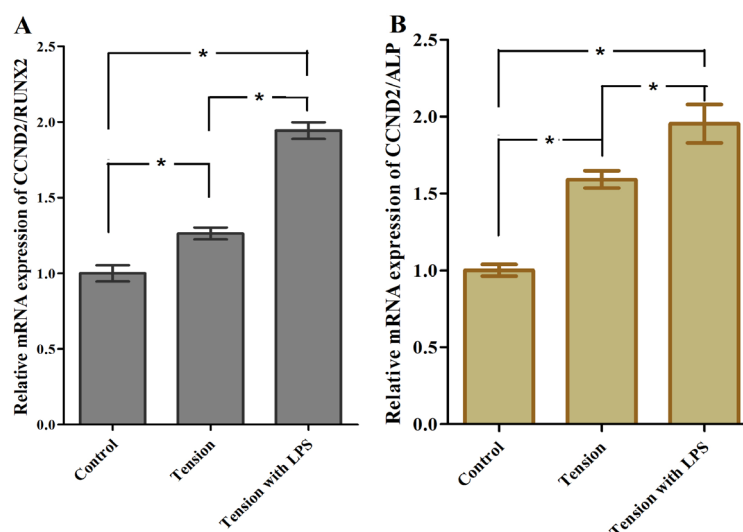 A
Relative mRNA expression of CCND2/RUNX2
2.5
2.0
1.5
1.0
0.5
0.0
*
*
*
Control
Tension
Tension with LPS
B
Relative mRNA expression of CCND2/ALP
2.5
2.0
1.5
1.0
0.5
0.0
*
*
*
Control
Tension
Tension with LPS